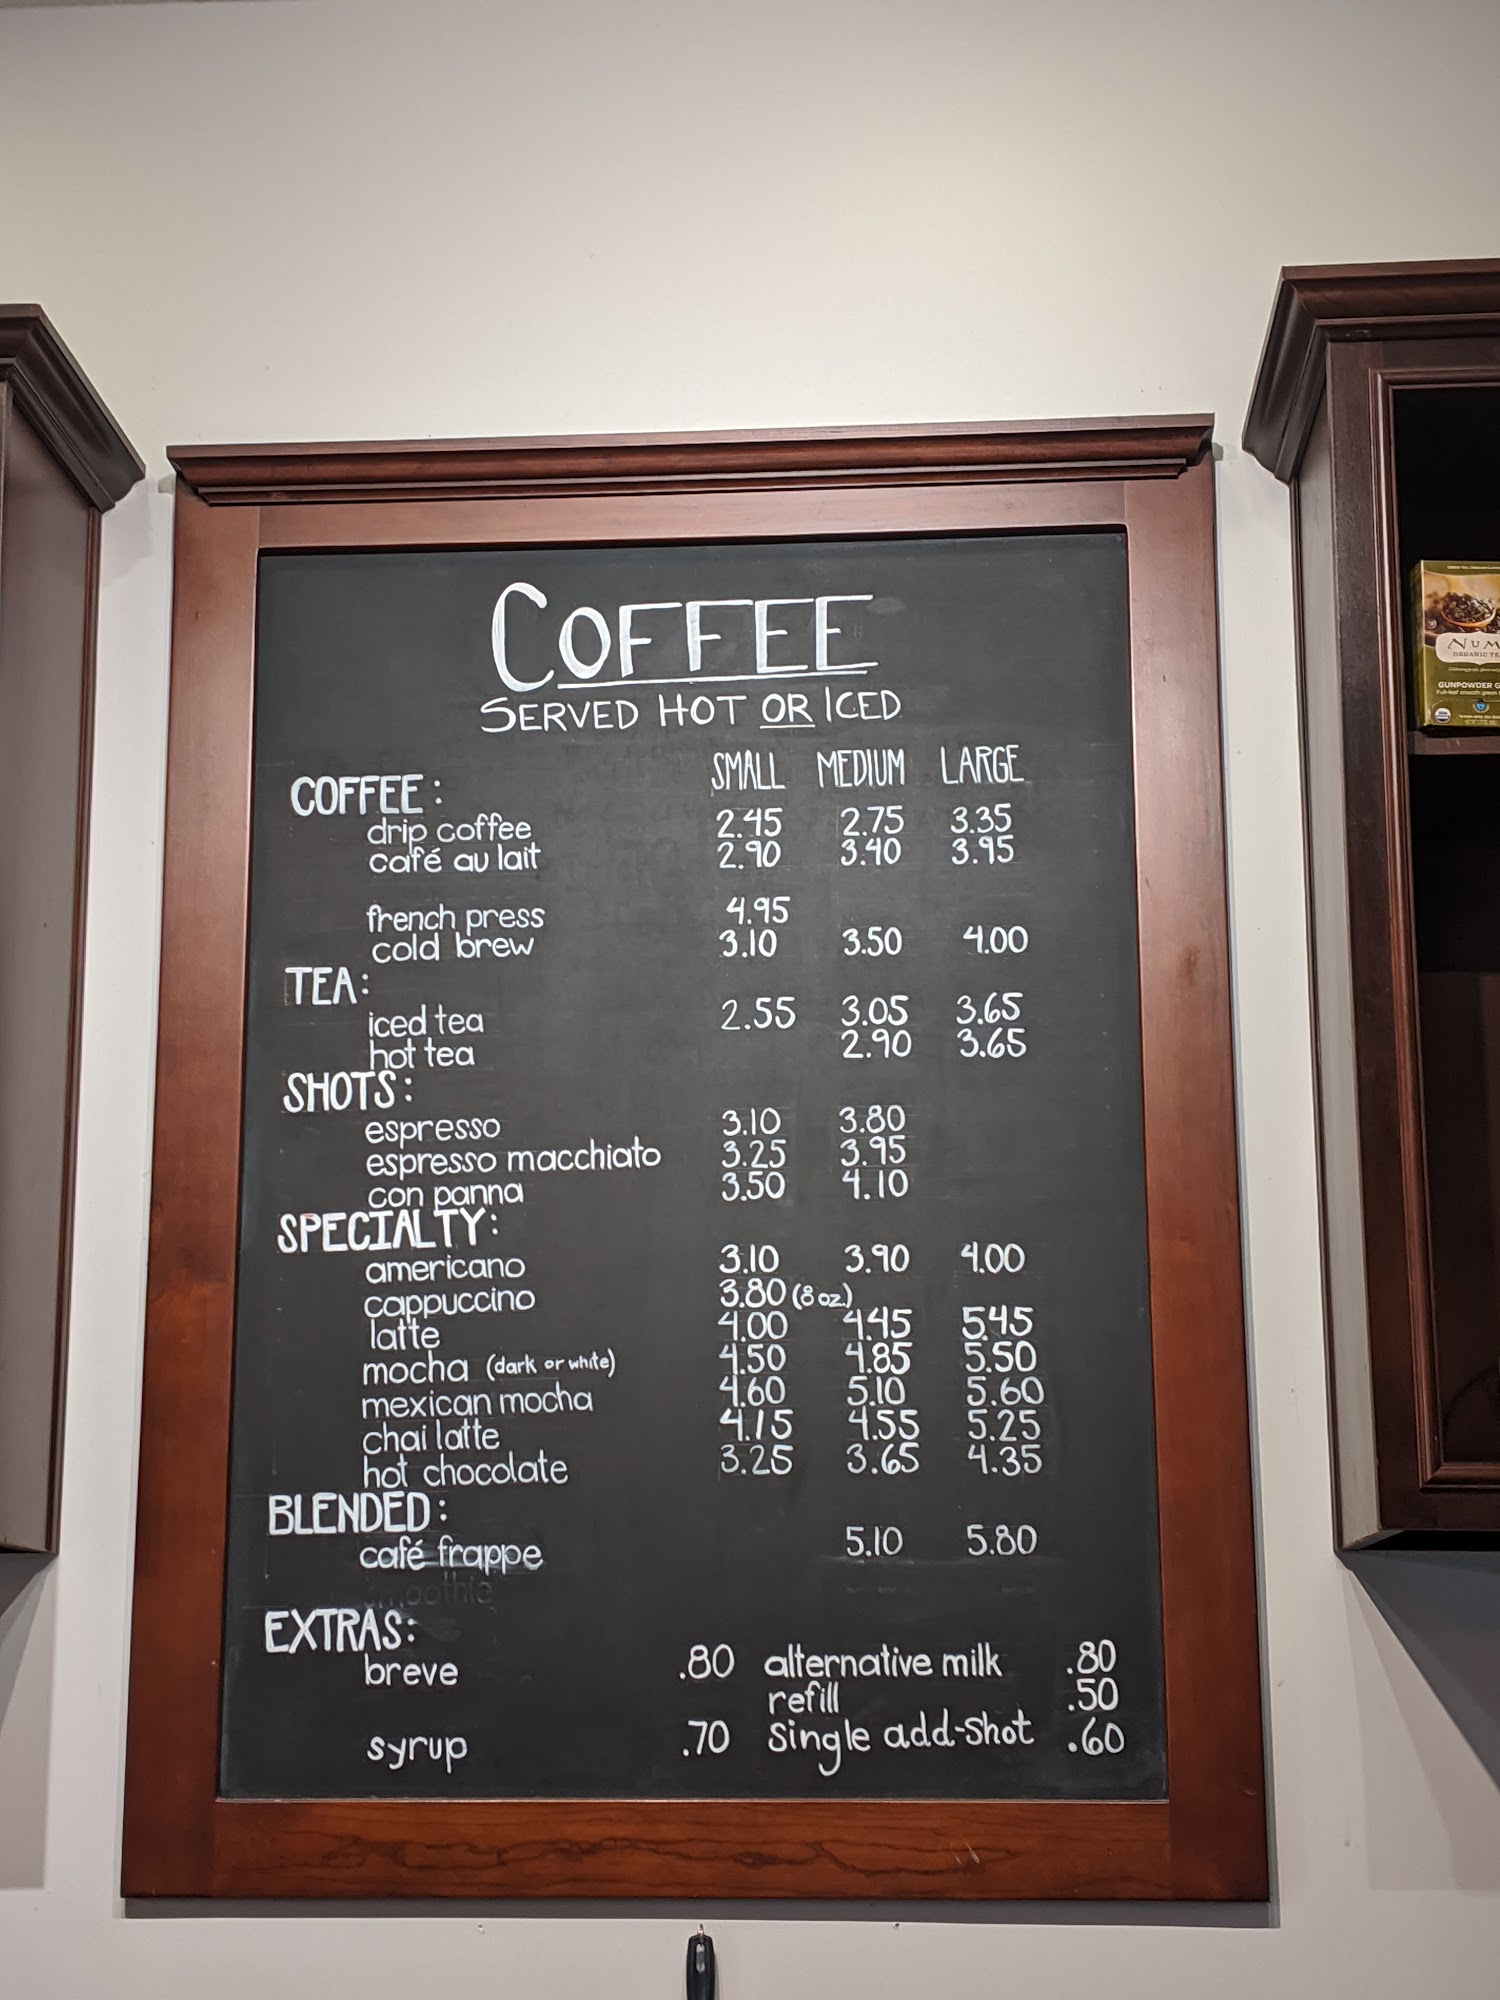 COFFEE
SERVED HOT OR ICED
SMALL MEDIUM LARGE
COFFEE:
drip coffee 2.45 2.75 3.35
café au lait 2.90 3.40 3.95
french press 4.95
cold brew 3.10 3.50 4.00
TEA:
iced tea 2.55 3.05 3.65
hot tea 2.90 3.65
SHOTS:
espresso 3.10 3.80
espresso macchiato 3.25 3.95
con panna 3.50 4.10
SPECIALTY:
americano 3.10 3.90 4.00
cappuccino 3.80 (8 oz.)
latte 4.00 4.45 5.45
mocha (dark or white) 4.50 4.85 5.50
mexican mocha 4.60 5.10 5.60
chai latte 4.15 4.55 5.25
hot chocolate 3.25 3.65 4.35
BLENDED:
café frappe 5.10 5.80
EXTRAS:
breve .80 alternative milk .80
refill .50
syrup .70 single add-shot .60
NUM
ORGANIC TE
GUNPOWDER G